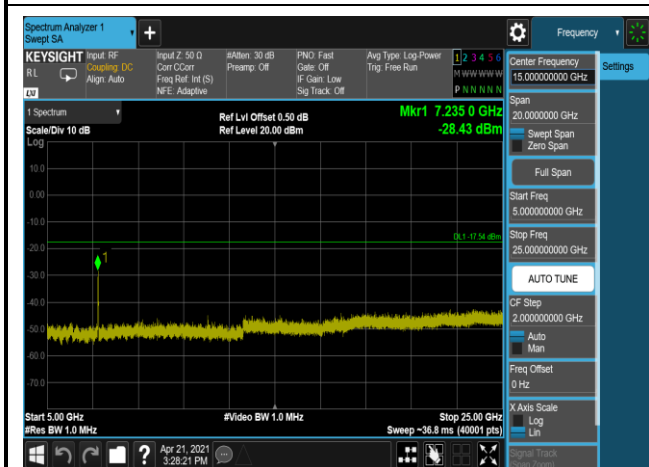 Spectrum Analyzer 1
Swept SA
+
Frequency
KEYSIGHT Input: RF Input Z: 50 Ω #Atten: 30 dB PNO: Fast Avg Type: Log-Power 1 2 3 4 5 6
RL Coupling: DC Corr CCorr Preamp: Off Gate: Off Trig: Free Run M W W W W W
Align: Auto Freq Ref: Int (S) IF Gain: Low P N N N N N
LXI NFE: Adaptive Sig Track: Off
1 Spectrum
Scale/Div 10 dB
Ref Lvl Offset 0.50 dB
Ref Level 20.00 dBm
Mkr1 7.235 0 GHz
-28.43 dBm
Log
10.0
0.00
-10.0
DL1 -17.54 dBm
-20.0
1
-30.0
-40.0
-50.0
-60.0
-70.0
Start 5.00 GHz #Video BW 1.0 MHz Stop 25.00 GHz
#Res BW 1.0 MHz Sweep ~36.8 ms (40001 pts)
? Apr 21, 2021
3:28:21 PM
Center Frequency
15.000000000 GHz
Settings
Span
20.0000000 GHz
Swept Span
Zero Span
Full Span
Start Freq
5.000000000 GHz
Stop Freq
25.000000000 GHz
AUTO TUNE
CF Step
2.000000000 GHz
Auto
Man
Freq Offset
0 Hz
X Axis Scale
Log
Lin
Signal Track
(Span Zoom)